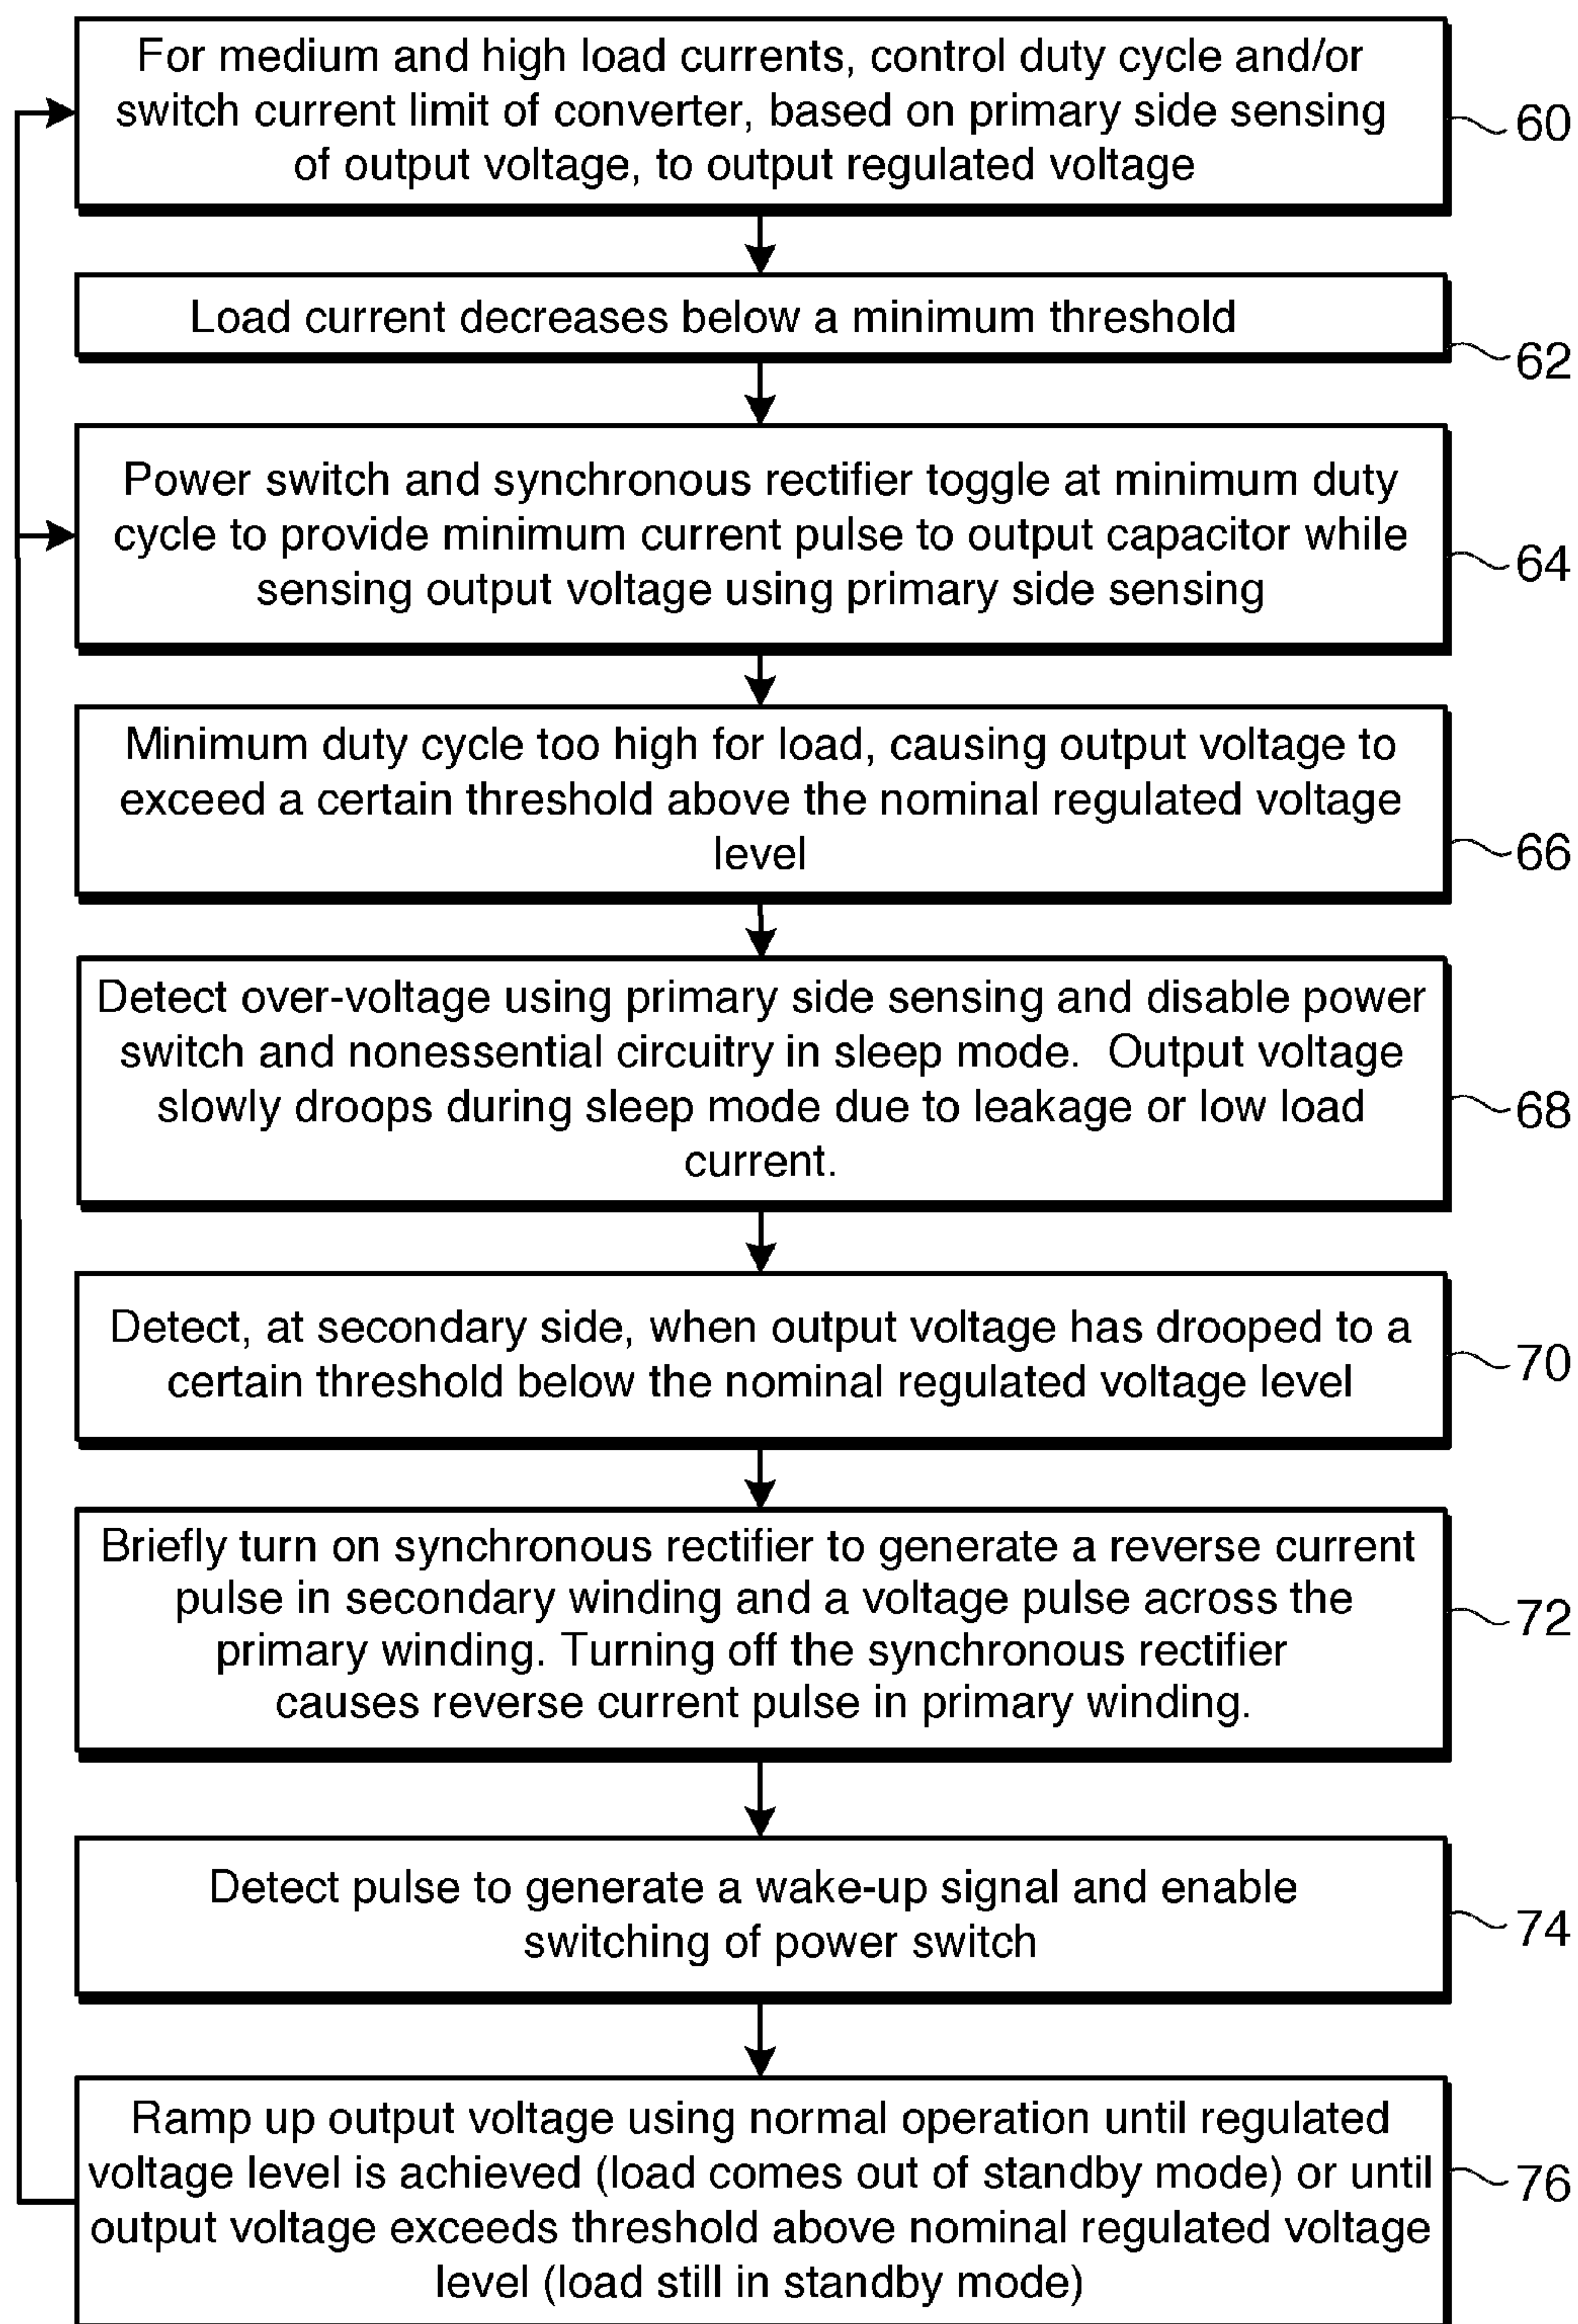 For medium and high load currents, control duty cycle and/or
switch current limit of converter, based on primary side sensing
of output voltage, to output regulated voltage
60
Load current decreases below a minimum threshold
62
Power switch and synchronous rectifier toggle at minimum duty
cycle to provide minimum current pulse to output capacitor while
sensing output voltage using primary side sensing
64
Minimum duty cycle too high for load, causing output voltage to
exceed a certain threshold above the nominal regulated voltage
level
66
Detect over-voltage using primary side sensing and disable power
switch and nonessential circuitry in sleep mode. Output voltage
slowly droops during sleep mode due to leakage or low load
current.
68
Detect, at secondary side, when output voltage has drooped to a
certain threshold below the nominal regulated voltage level
70
Briefly turn on synchronous rectifier to generate a reverse current
pulse in secondary winding and a voltage pulse across the
primary winding. Turning off the synchronous rectifier
causes reverse current pulse in primary winding.
72
Detect pulse to generate a wake-up signal and enable
switching of power switch
74
Ramp up output voltage using normal operation until regulated
voltage level is achieved (load comes out of standby mode) or until
output voltage exceeds threshold above nominal regulated voltage
level (load still in standby mode)
76